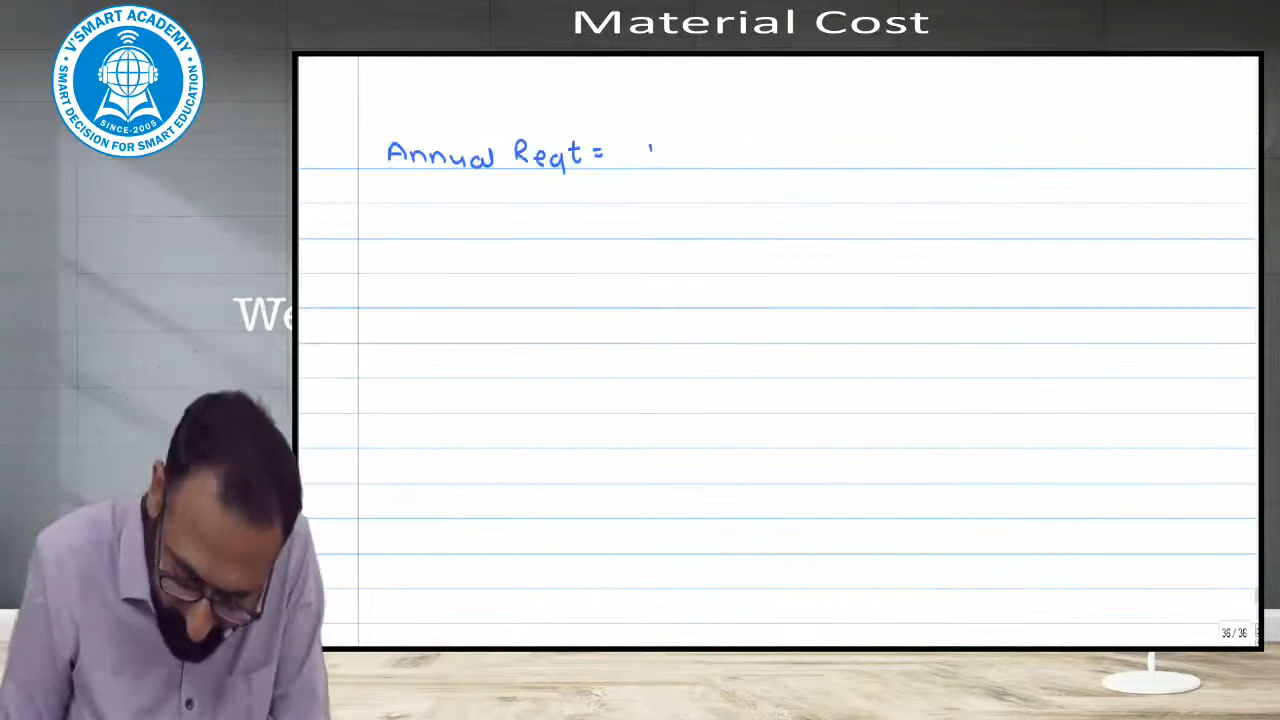 Material Cost
V'SMART ACADEMY
SINCE-2005
SMART DECISION FOR SMART EDUCATION
We
Annual Reqt =
36 / 36